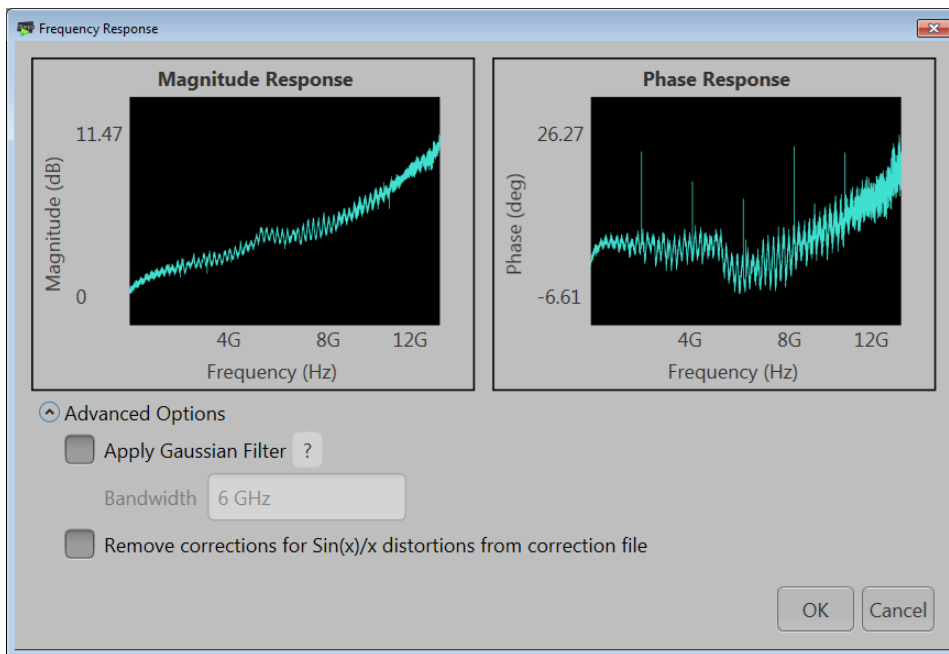 Frequency Response
Magnitude Response
11.47
Magnitude (dB)
0
4G 8G 12G
Frequency (Hz)
Phase Response
26.27
Phase (deg)
-6.61
4G 8G 12G
Frequency (Hz)
Advanced Options
Apply Gaussian Filter ?
Bandwidth 6 GHz
Remove corrections for Sin(x)/x distortions from correction file
OK Cancel